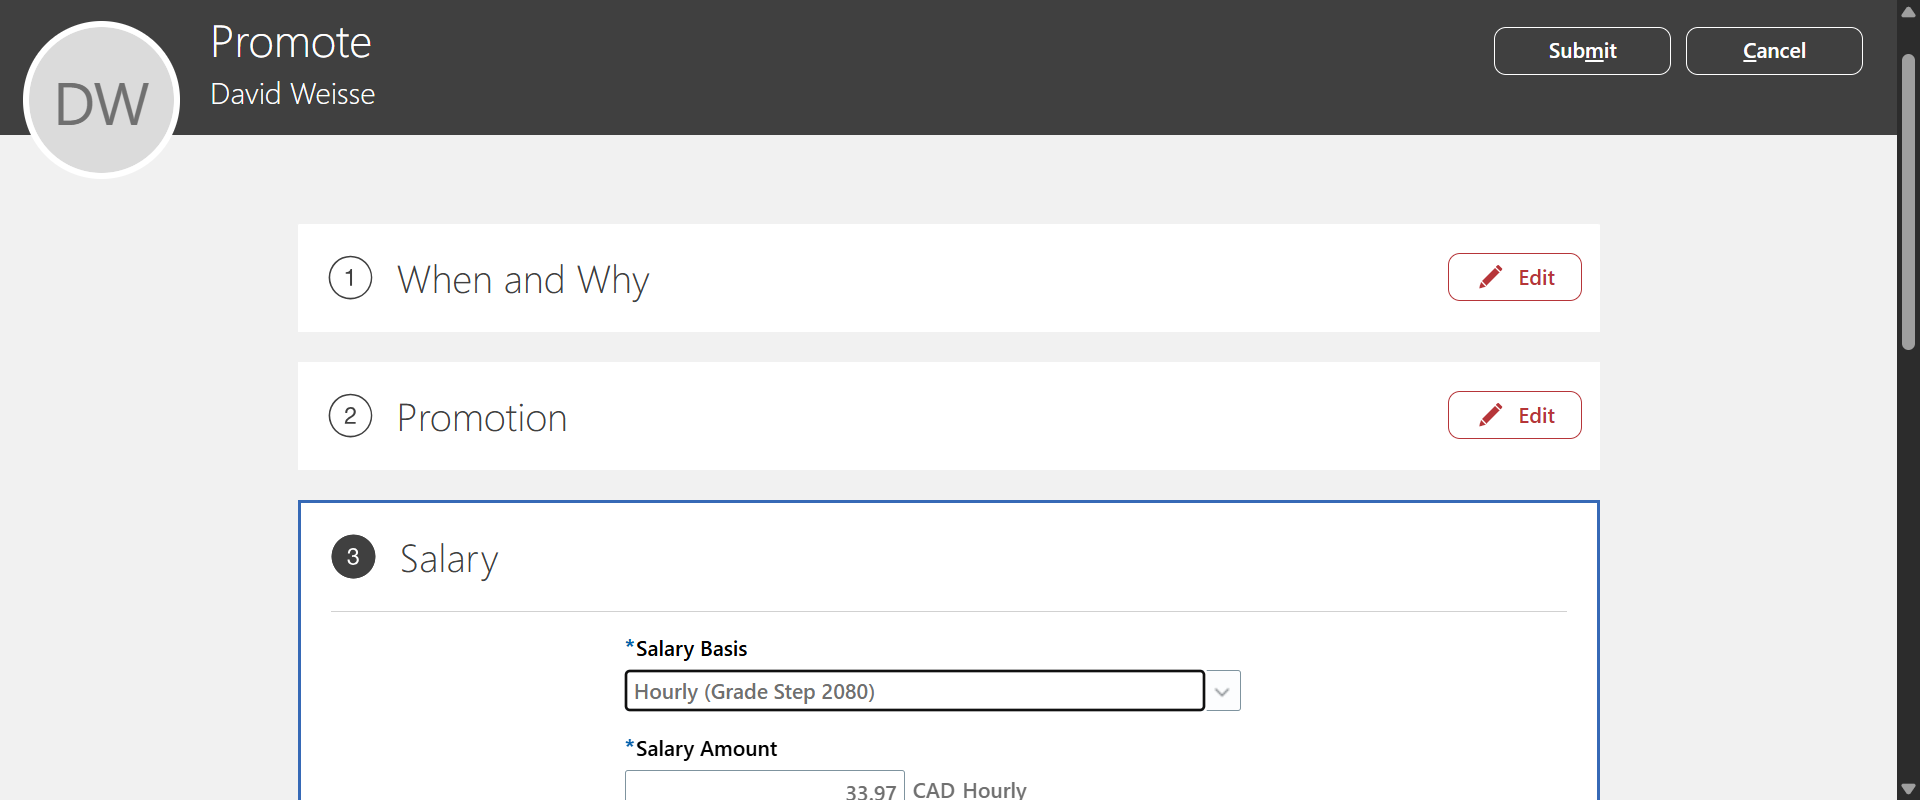 DW
Promote
David Weisse
Submit
Cancel
1
When and Why
Edit
2
Promotion
Edit
3
Salary
*Salary Basis
Hourly (Grade Step 2080)
*Salary Amount
33.97 CAD Hourly